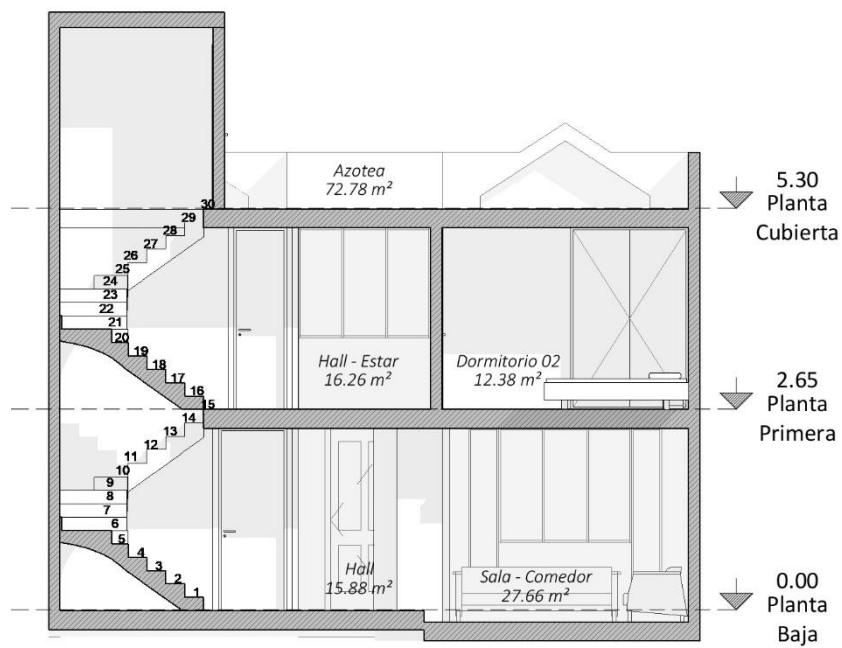 Azotea
72.78 m²
5.30
Planta
Cubierta
30
29
28
27
26
25
24
23
22
21
20
19
18
17
16
15
Hall - Estar
16.26 m²
Dormitorio 02
12.38 m²
2.65
Planta
Primera
14
13
12
11
10
9
8
7
6
5
4
3
2
1
Hall
15.88 m²
Sala - Comedor
27.66 m²
0.00
Planta
Baja